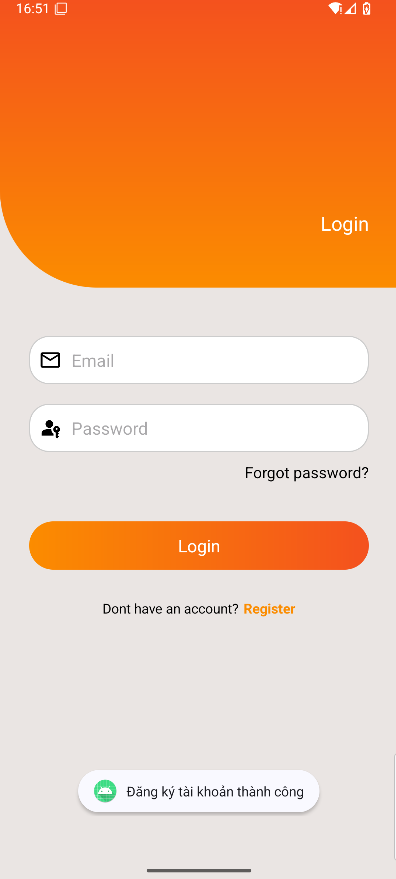 16:51
Login
Email
Password
Forgot password?
Login
Dont have an account? Register
Đăng ký tài khoản thành công